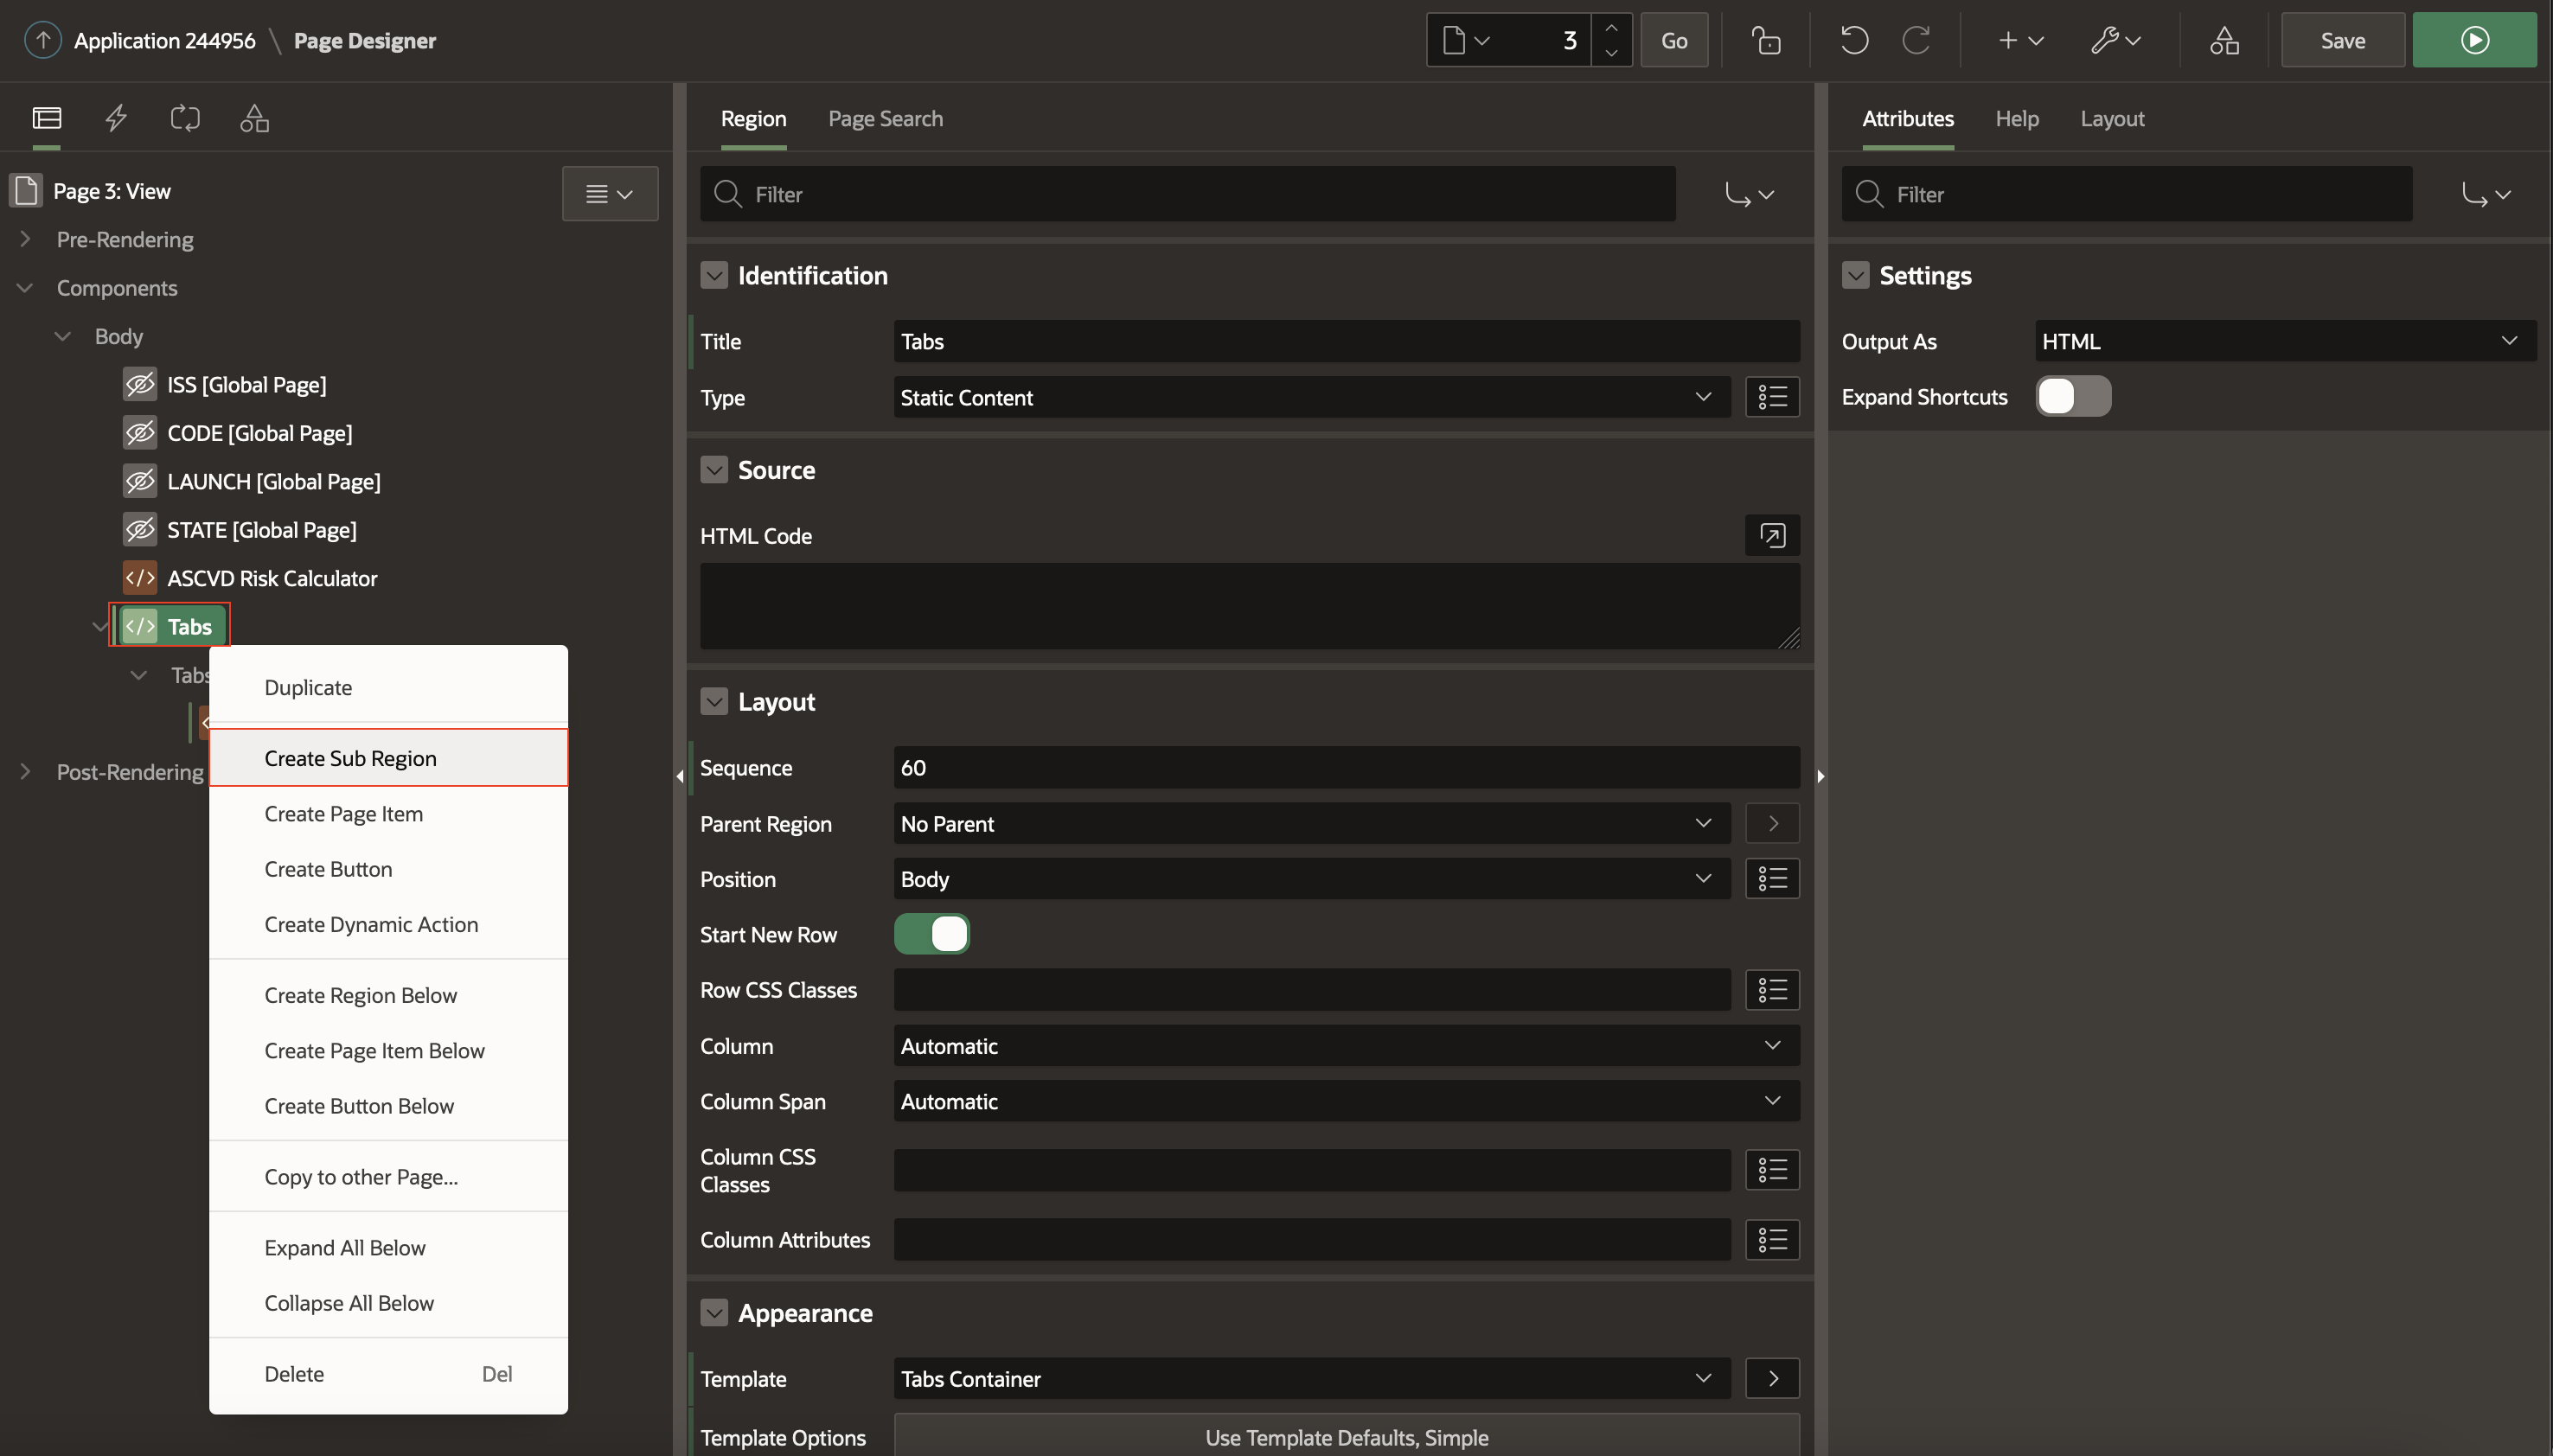 Application 244956 \ Page Designer
3
Go
Save
Page 3: View
Pre-Rendering
Components
Body
ISS [Global Page]
CODE [Global Page]
LAUNCH [Global Page]
STATE [Global Page]
ASCVD Risk Calculator
Tabs
Tabs
Post-Rendering
Duplicate
Create Sub Region
Create Page Item
Create Button
Create Dynamic Action
Create Region Below
Create Page Item Below
Create Button Below
Copy to other Page...
Expand All Below
Collapse All Below
Delete Del
Region Page Search
Filter
Identification
Title Tabs
Type Static Content
Source
HTML Code
Layout
Sequence 60
Parent Region No Parent
Position Body
Start New Row
Row CSS Classes
Column Automatic
Column Span Automatic
Column CSS
Classes
Column Attributes
Appearance
Template Tabs Container
Template Options Use Template Defaults, Simple
Attributes Help Layout
Filter
Settings
Output As HTML
Expand Shortcuts